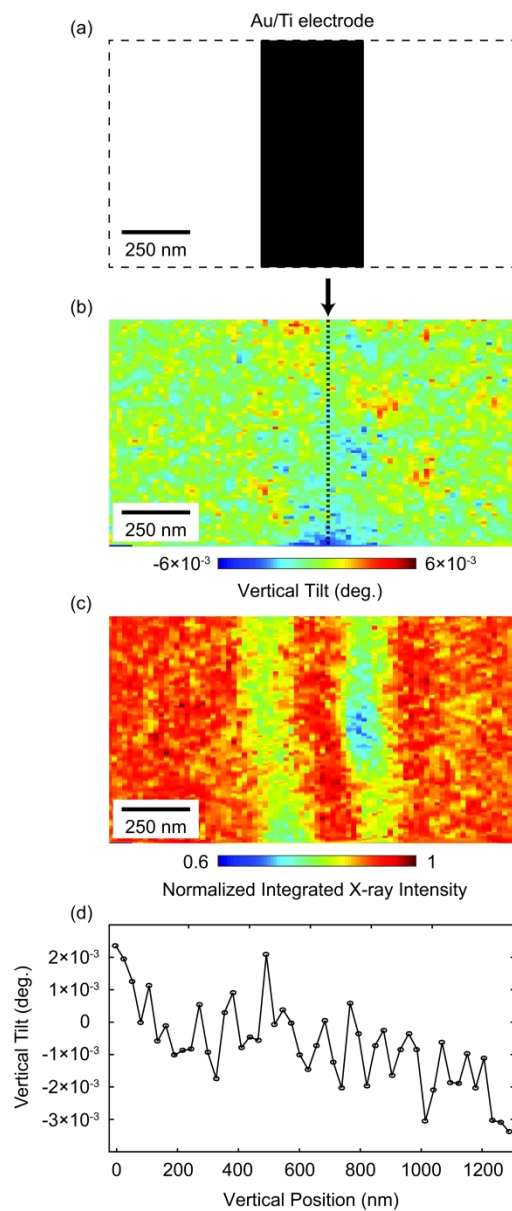 (a)
Au/Ti electrode
250 nm
(b)
250 nm
-6×10⁻³
6×10⁻³
Vertical Tilt (deg.)
(c)
250 nm
0.6
1
Normalized Integrated X-ray Intensity
(d)
Vertical Tilt (deg.)
2×10⁻³
1×10⁻³
0
-1×10⁻³
-2×10⁻³
-3×10⁻³
0 200 400 600 800 1000 1200
Vertical Position (nm)